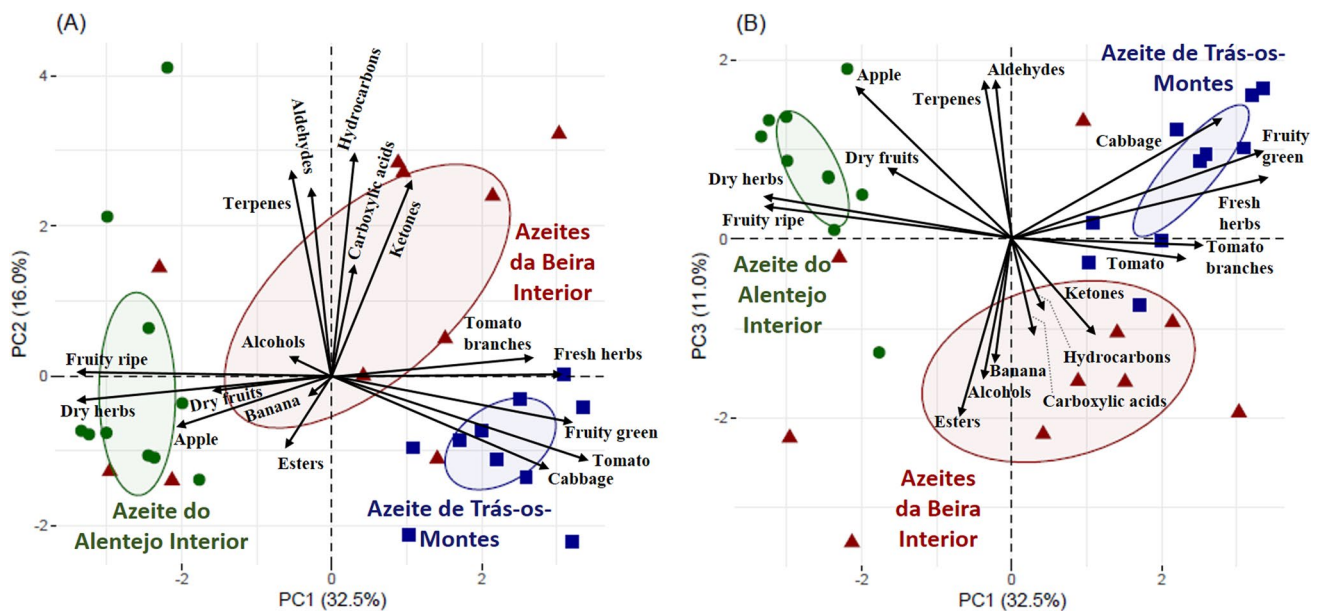 (A)
4
2
0
-2
PC2 (16.0%)
-2
0
2
PC1 (32.5%)
Aldehydes
Hydrocarbons
Terpenes
Carboxylic acids
Ketones
Azeites
da Beira
Interior
Alcohols
Tomato
branches
Fruity ripe
Fresh herbs
Dry herbs
Dry fruits
Banana
Apple
Fruity green
Esters
Tomato
Cabbage
Azeite do
Alentejo Interior
Azeite de Trás-os-
Montes
(B)
2
0
-2
PC3 (11.0%)
-2
0
2
PC1 (32.5%)
Apple
Aldehydes
Terpenes
Azeite de Trás-os-
Montes
Cabbage
Fruity
green
Dry fruits
Dry herbs
Fruity ripe
Fresh
herbs
Azeite do
Alentejo
Interior
Tomato
Tomato
branches
Ketones
Hydrocarbons
Banana
Alcohols
Carboxylic acids
Esters
Azeites
da Beira
Interior